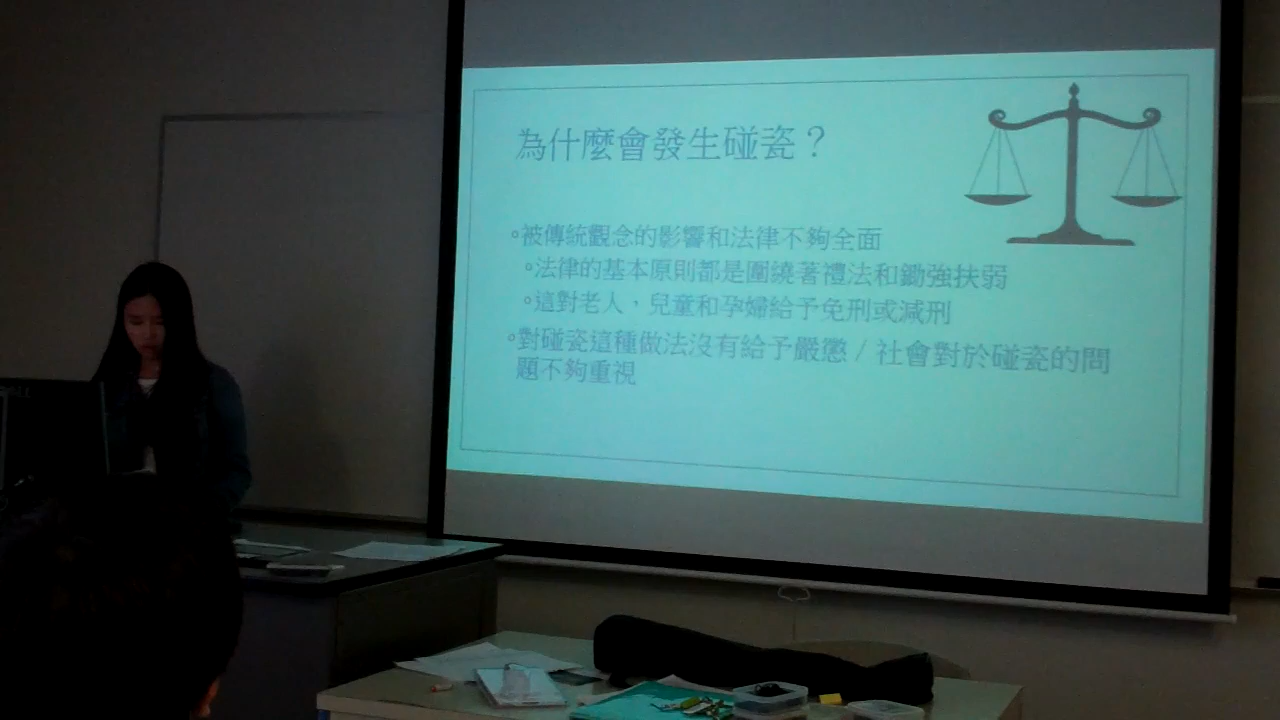 為什麼會發生碰瓷？
◦被傳統觀念的影響和法律不夠全面
◦法律的基本原則都是圍繞著禮法和鋤強扶弱
◦這對老人，兒童和孕婦給予免刑或減刑
◦對碰瓷這種做法沒有給予嚴懲 / 社會對於碰瓷的問
題不夠重視